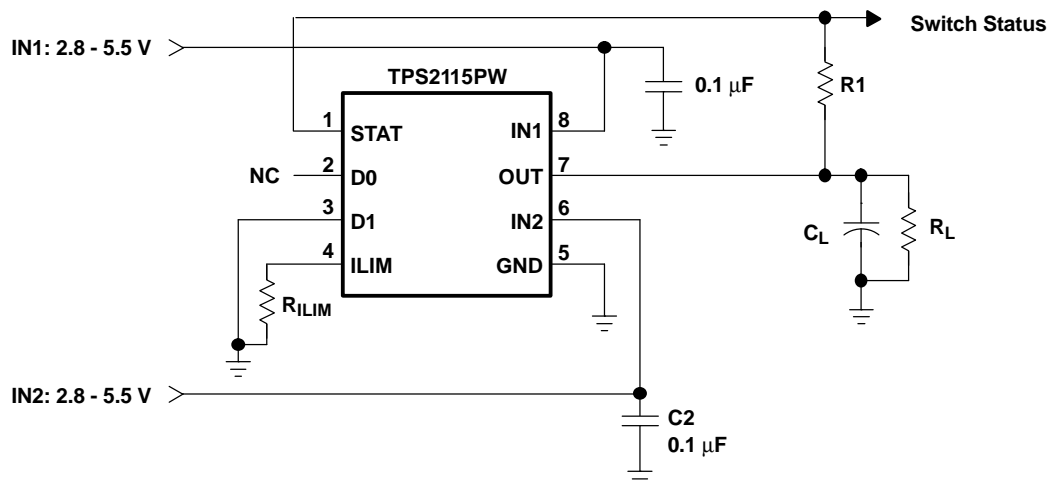 Switch Status
IN1: 2.8 - 5.5 V
TPS2115PW
0.1 μF
R1
1
STAT
IN1
8
NC
2
D0
OUT
7
3
D1
IN2
6
4
ILIM
GND
5
CL
RL
RILIM
IN2: 2.8 - 5.5 V
C2
0.1 μF